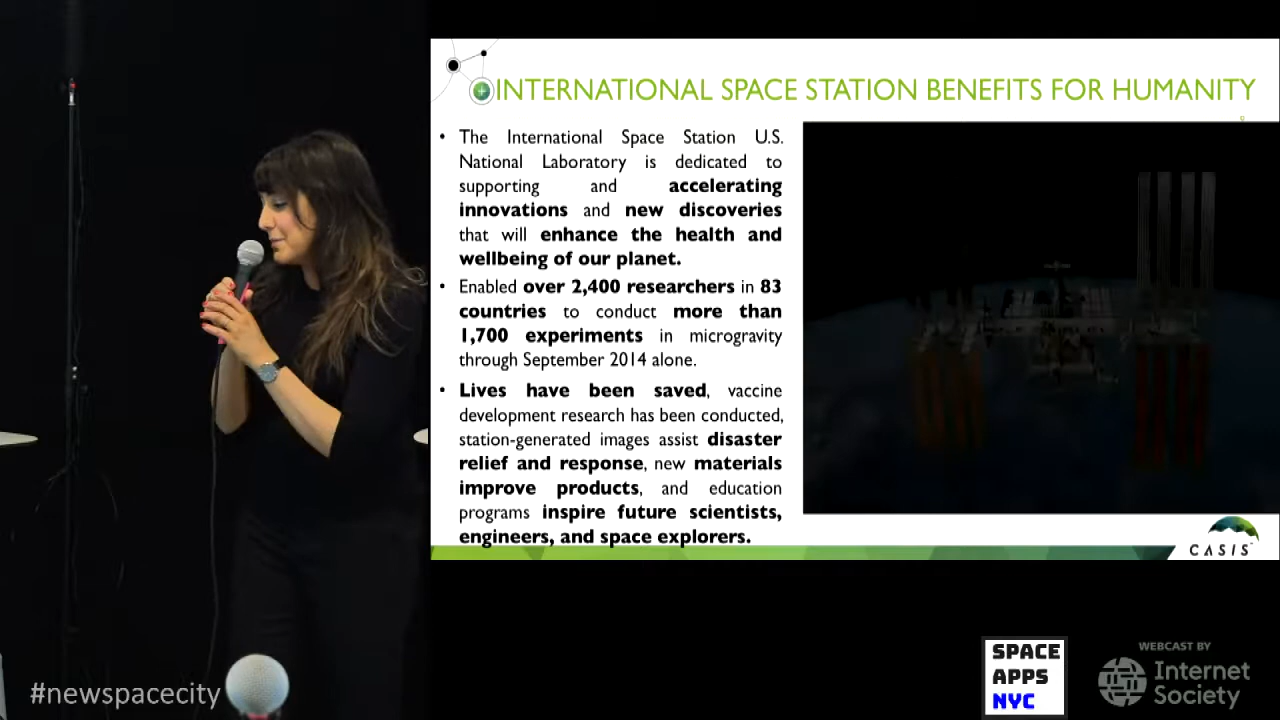 INTERNATIONAL SPACE STATION BENEFITS FOR HUMANITY
• The International Space Station U.S.
National Laboratory is dedicated to
supporting and accelerating
innovations and new discoveries
that will enhance the health and
wellbeing of our planet.
• Enabled over 2,400 researchers in 83
countries to conduct more than
1,700 experiments in microgravity
through September 2014 alone.
• Lives have been saved, vaccine
development research has been conducted,
station-generated images assist disaster
relief and response, new materials
improve products, and education
programs inspire future scientists,
engineers, and space explorers.
CASIS
#newspacecity
SPACE
APPS
NYC
WEBCAST BY
Internet
Society